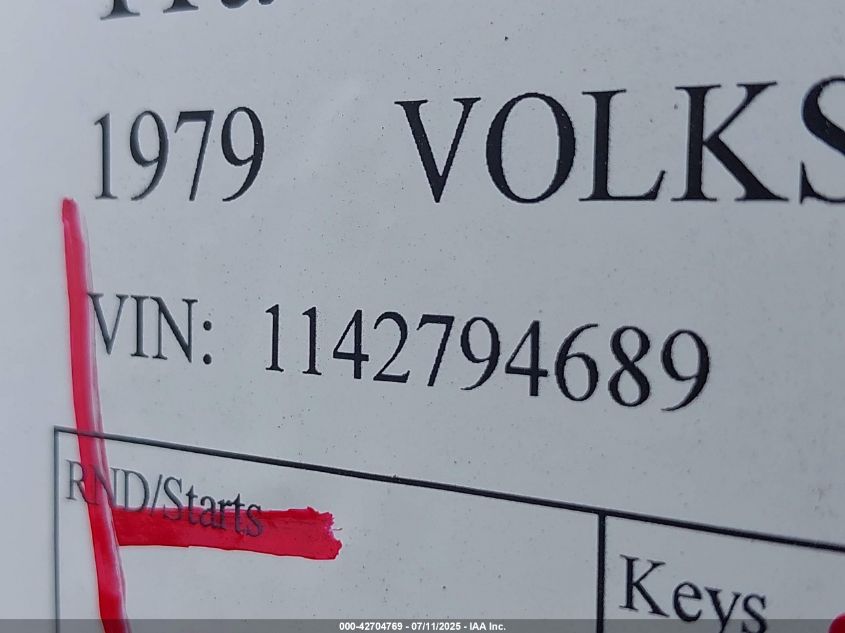 1979 VOLKS
VIN: 1142794689
RND/Starts
Keys
000-42704769 - 07/11/2025 - IAA Inc.